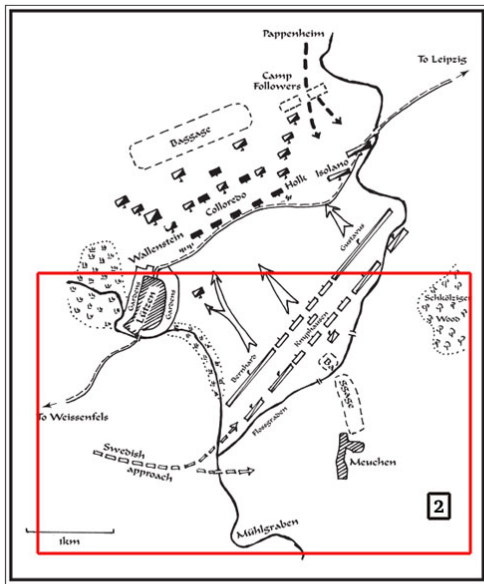 Pappenheim
To Leipzig
Camp
Followers
Baggage
Isolano
Holk
Colloredo
Wallenstein
Gustavus
Gardens
Lützen
Gardens
Schkölziger
Wood
Knyphausen
Bernhard
Flossgraben
Baggage
To Weissenfels
Swedish
approach
Meuchen
2
1km
Mühlgraben